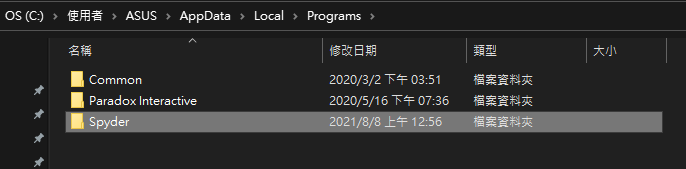 OS (C:) > 使用者 > ASUS > AppData > Local > Programs >
名稱 修改日期 類型 大小
Common 2020/3/2 下午 03:51 檔案資料夾
Paradox Interactive 2020/5/16 下午 07:36 檔案資料夾
Spyder 2021/8/8 上午 12:56 檔案資料夾